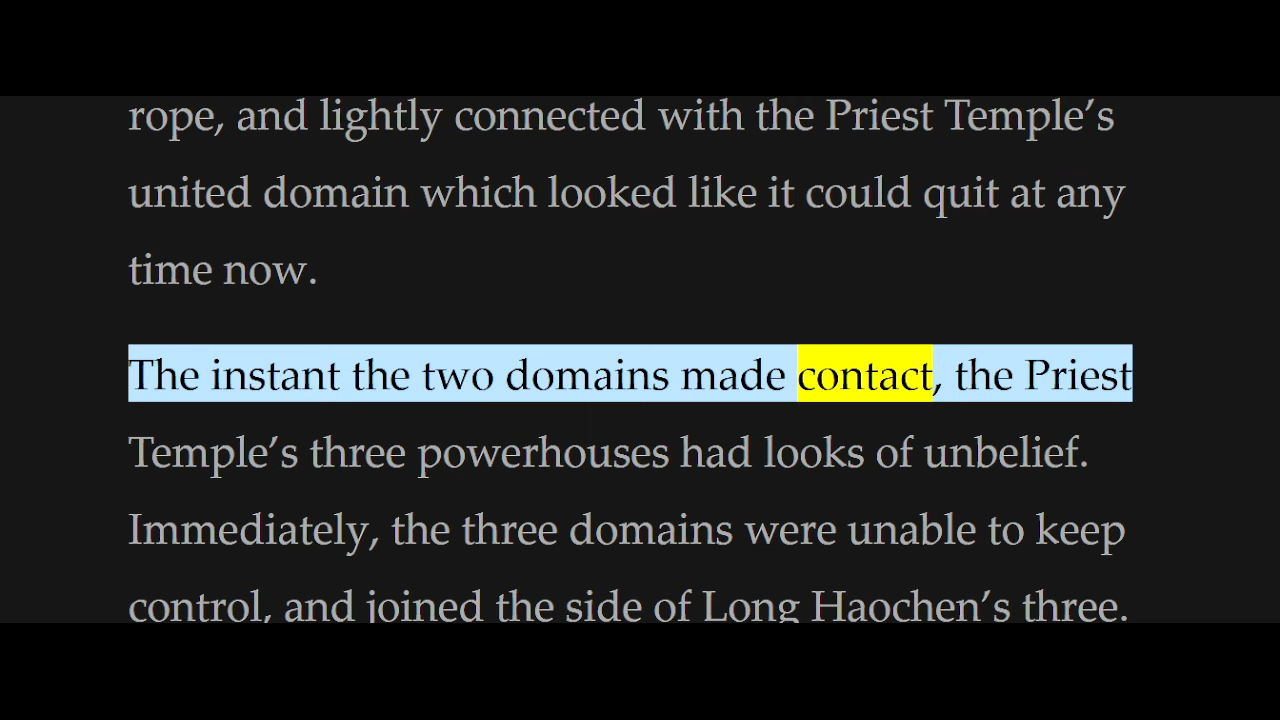 rope, and lightly connected with the Priest Temple’s
united domain which looked like it could quit at any
time now.
The instant the two domains made contact, the Priest
Temple’s three powerhouses had looks of unbelief.
Immediately, the three domains were unable to keep
control, and joined the side of Long Haochen’s three.